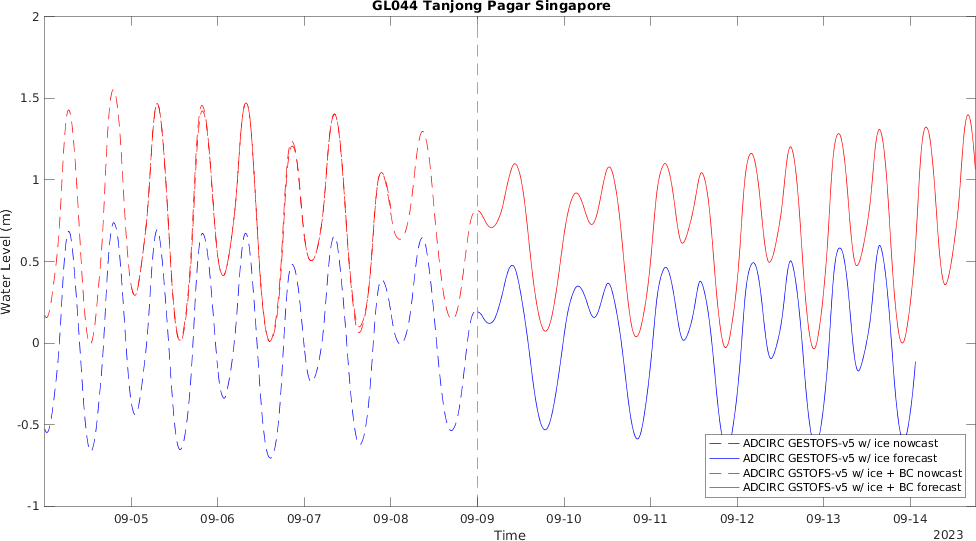 GL044 Tanjong Pagar Singapore
2
1.5
1
0.5
0
-0.5
-1
Water Level (m)
09-05 09-06 09-07 09-08 09-09 09-10 09-11 09-12 09-13 09-14
Time
2023
ADCIRC GESTOFS-v5 w/ ice nowcast
ADCIRC GESTOFS-v5 w/ ice forecast
ADCIRC GSTOFS-v5 w/ ice + BC nowcast
ADCIRC GSTOFS-v5 w/ ice + BC forecast